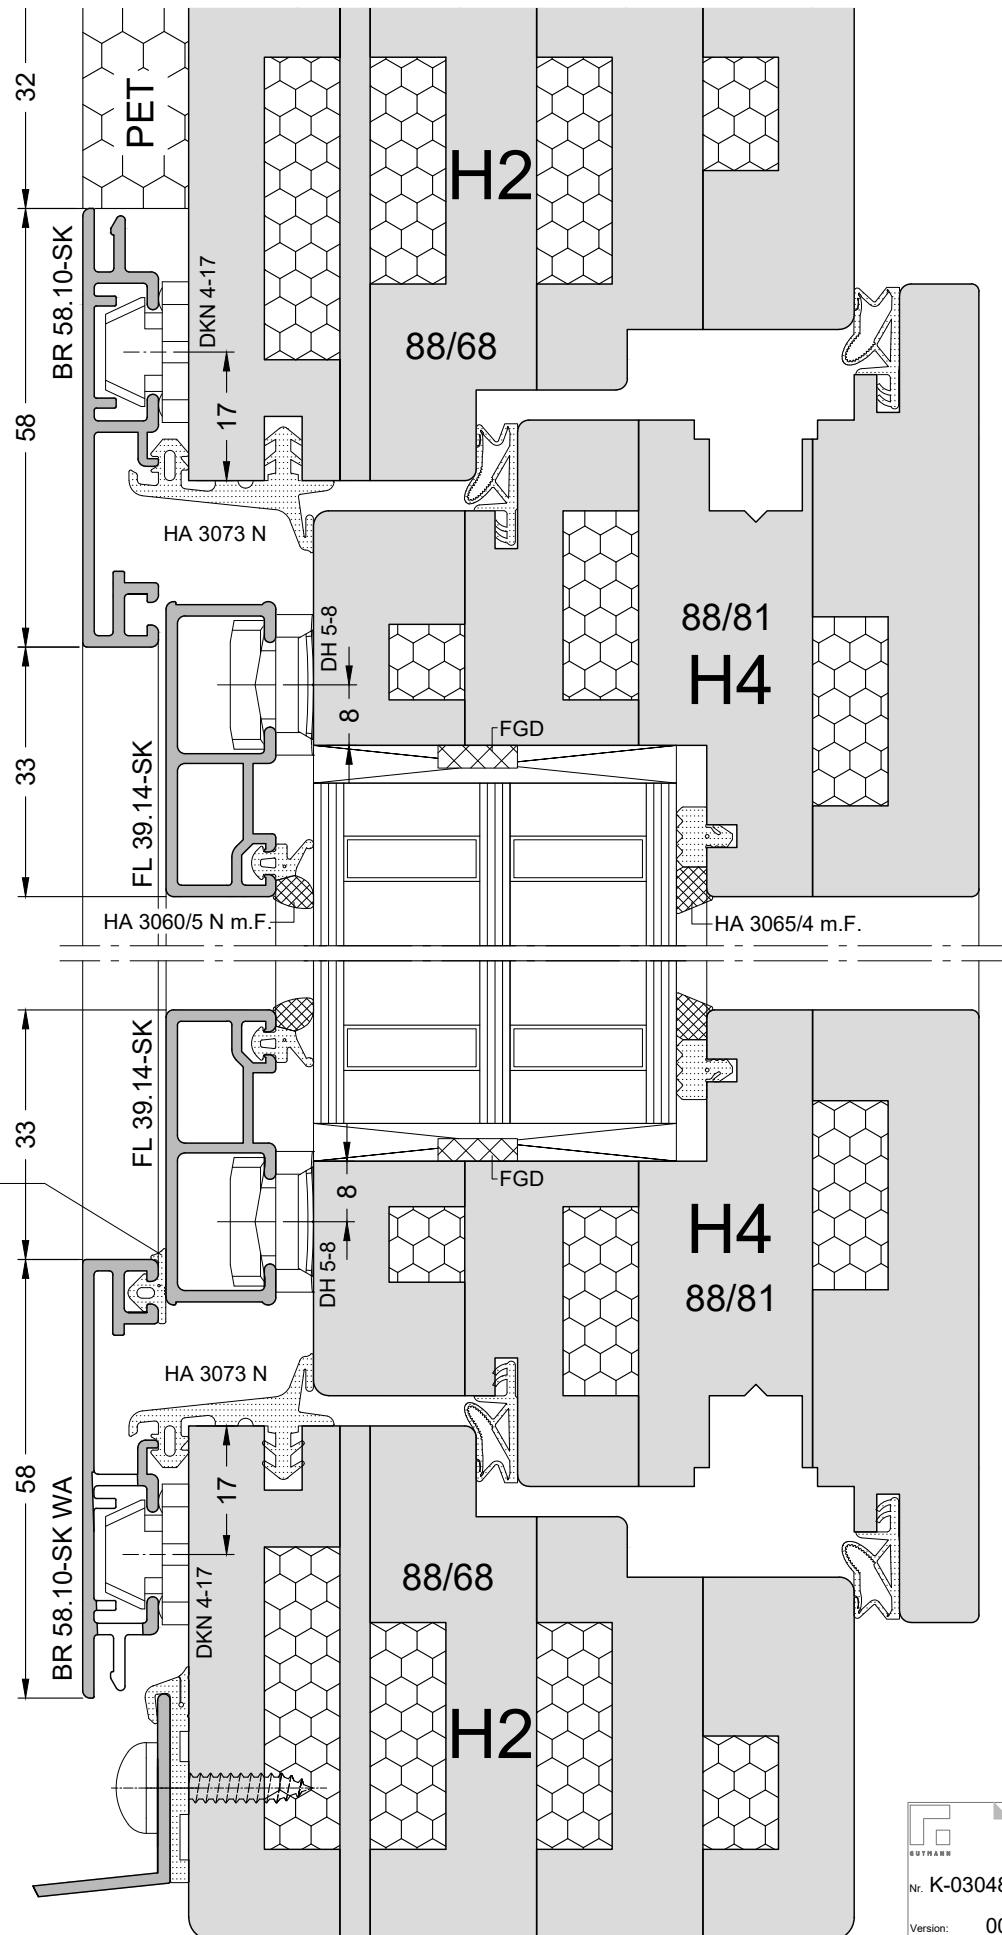 32
PET
H2
BR 58.10-SK
DKN 4-17
88/68
58
17
HA 3073 N
DH 5-8
88/81
H4
8
FGD
33
FL 39.14-SK
HA 3060/5 N m.F.
HA 3065/4 m.F.
FL 39.14-SK
33
8
FGD
H4
DH 5-8
88/81
HA 3073 N
58
17
BR 58.10-SK WA
88/68
DKN 4-17
H2
GUTMANN
Nr. K-03048
Version: 00